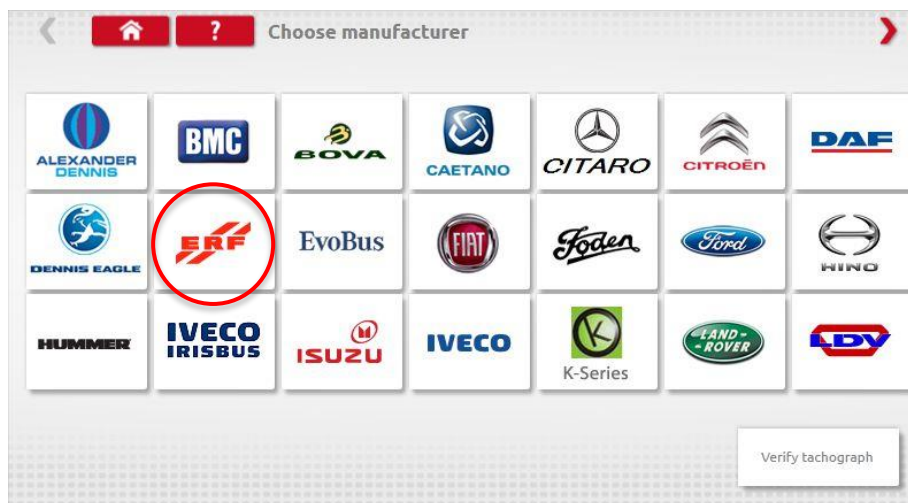 ?
Choose manufacturer
ALEXANDER
DENNIS
BMC
BOVA
CAETANO
CITARO
CITROËN
DAF
DENNIS EAGLE
ERF
EvoBus
FIAT
Foden
Ford
HINO
HUMMER
IVECO
IRISBUS
ISUZU
IVECO
K
K-Series
LAND-
-ROVER
LDV
Verify tachograph